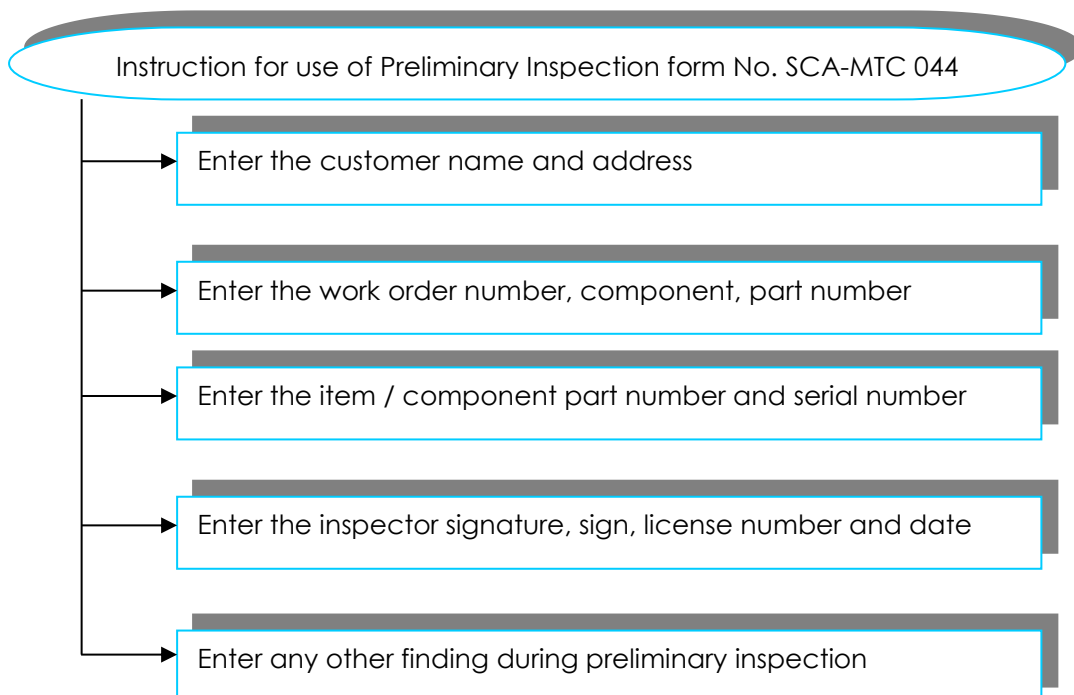 Instruction for use of Preliminary Inspection form No. SCA-MTC 044
Enter the customer name and address
Enter the work order number, component, part number
Enter the item / component part number and serial number
Enter the inspector signature, sign, license number and date
Enter any other finding during preliminary inspection